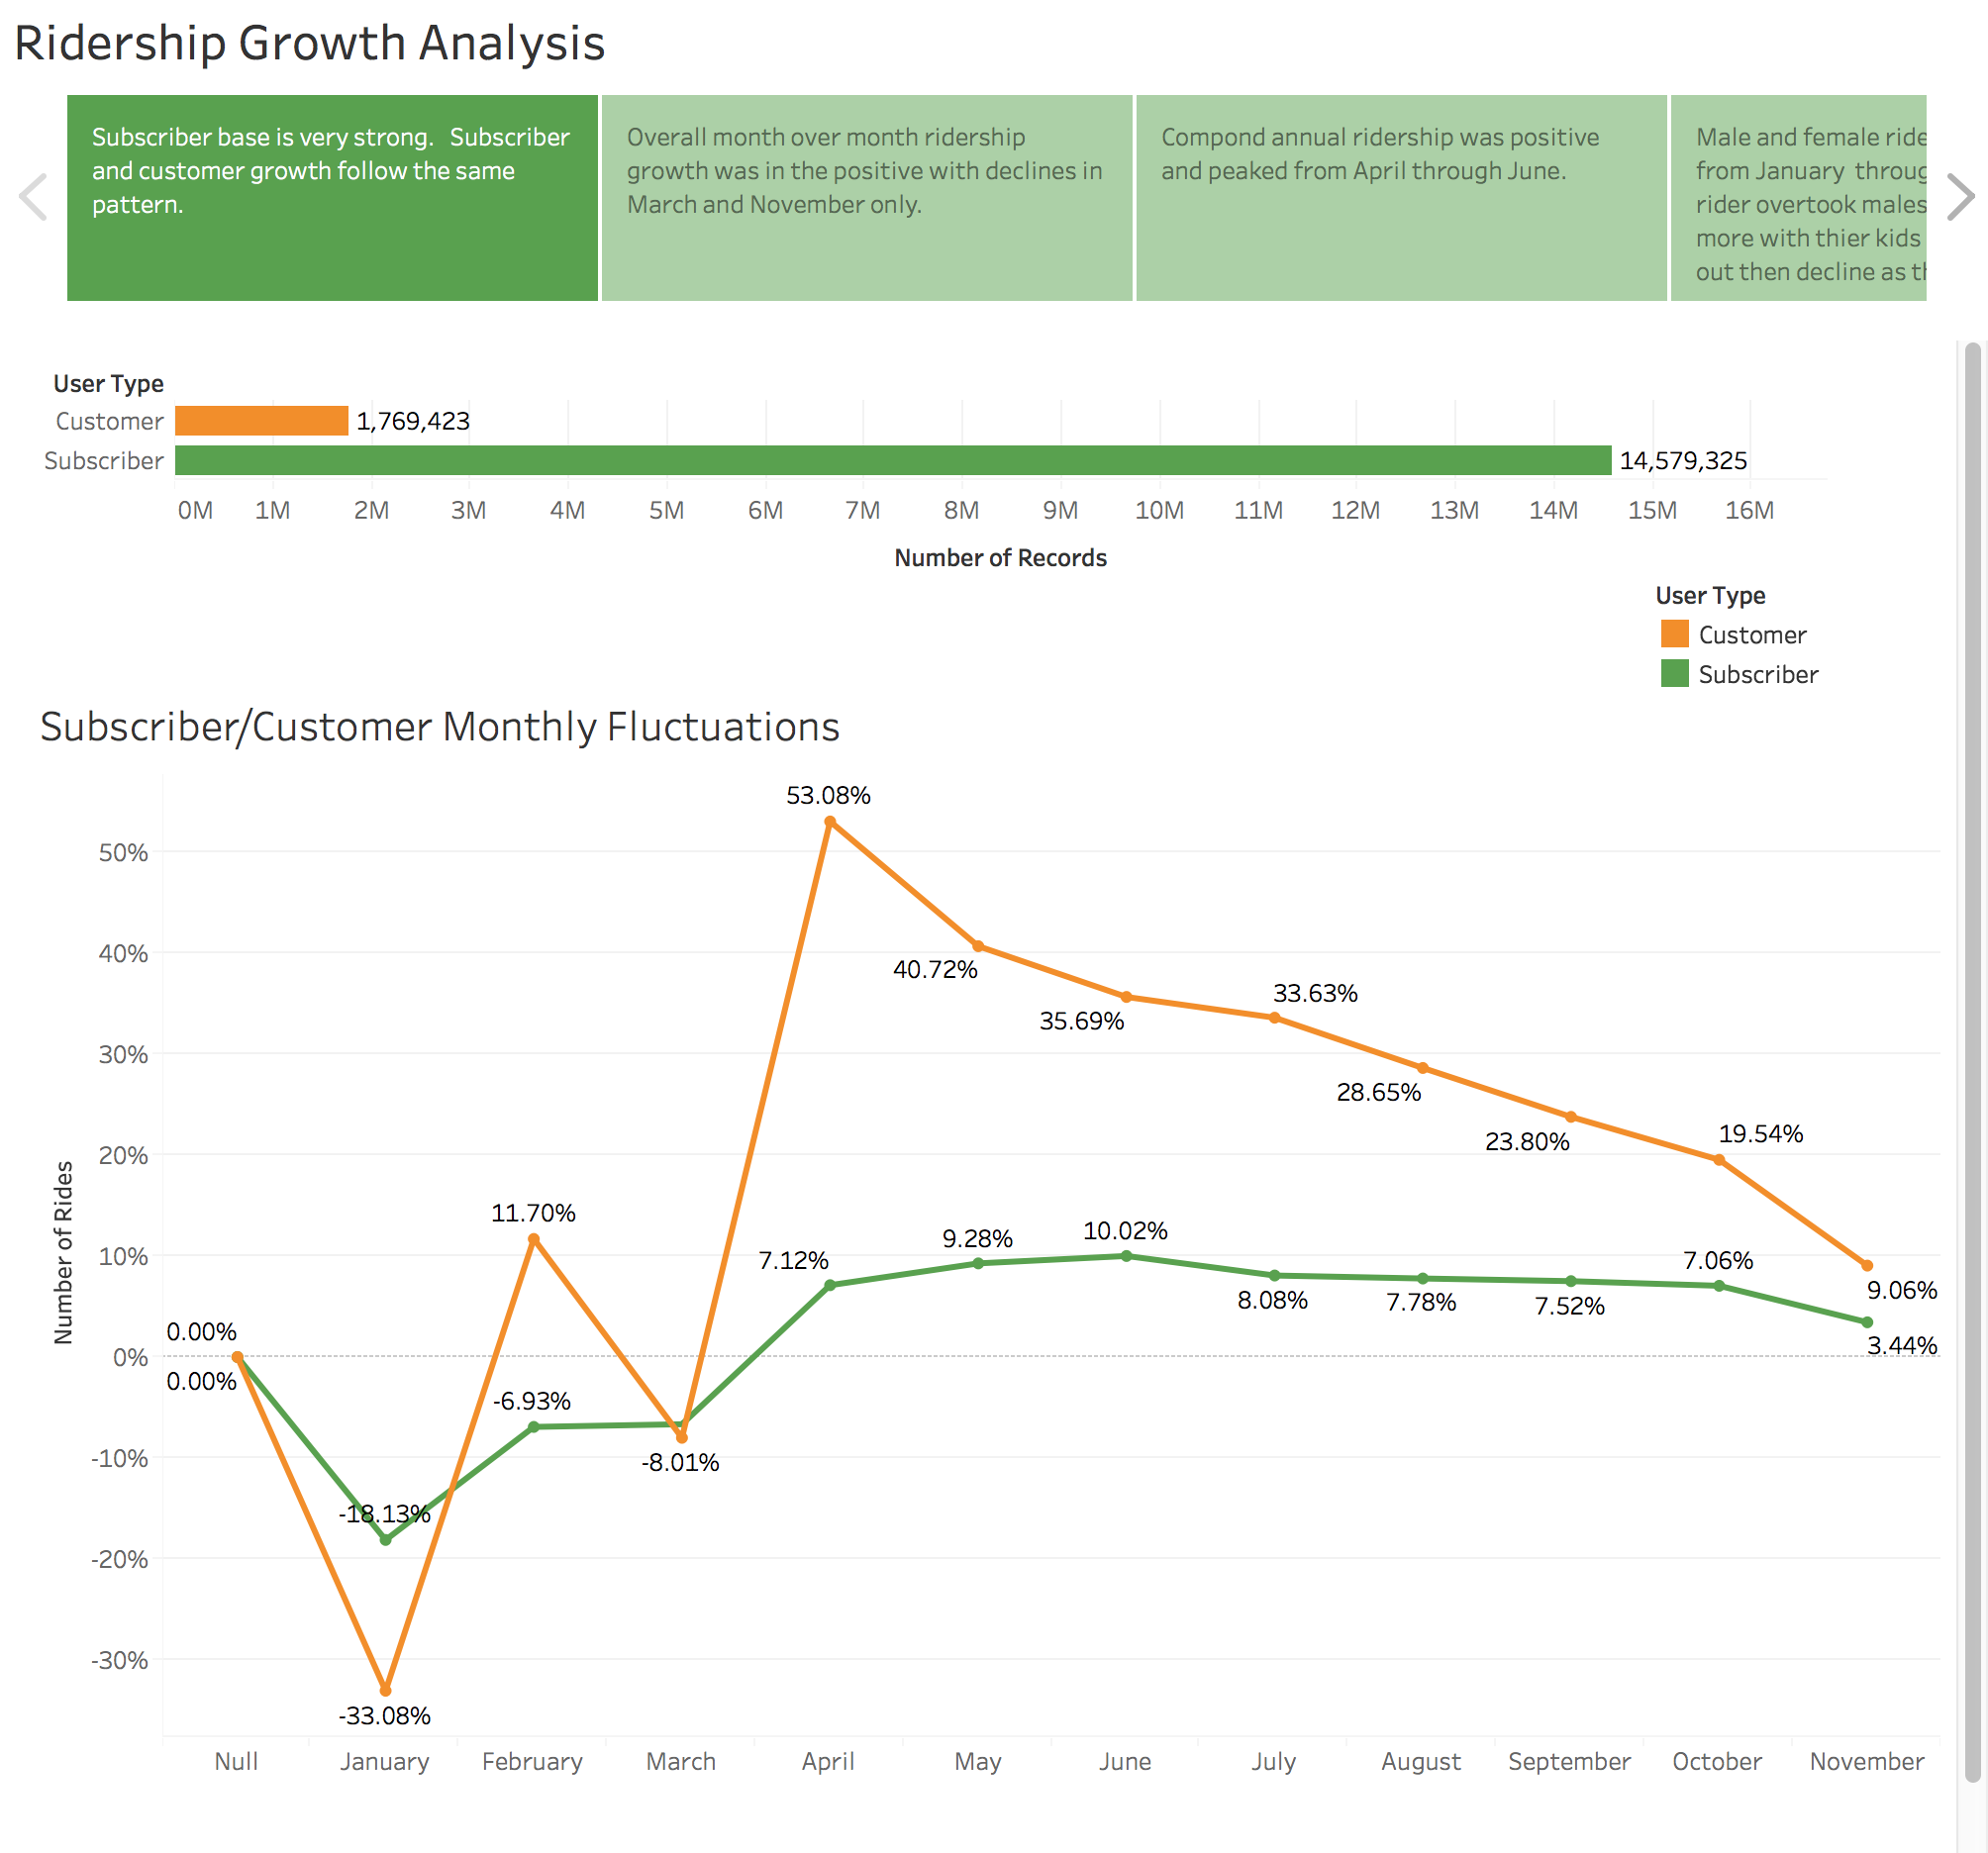 Ridership Growth Analysis
Subscriber base is very strong.   Subscriber
and customer growth follow the same
pattern.
Overall month over month ridership
growth was in the positive with declines in
March and November only.
Compond annual ridership was positive
and peaked from April through June.
Male and female ride
from January  throug
rider overtook males
more with thier kids
out then decline as th
User Type
Customer
1,769,423
Subscriber
14,579,325
0M 1M 2M 3M 4M 5M 6M 7M 8M 9M 10M 11M 12M 13M 14M 15M 16M
Number of Records
User Type
Customer
Subscriber
Subscriber/Customer Monthly Fluctuations
Number of Rides
50%
40%
30%
20%
10%
0%
-10%
-20%
-30%
53.08%
40.72%
35.69%
33.63%
28.65%
23.80%
19.54%
9.06%
11.70%
-8.01%
-33.08%
0.00%
0.00%
-18.13%
-6.93%
7.12%
9.28%
10.02%
8.08%
7.78%
7.52%
7.06%
3.44%
Null January February March April May June July August September October November